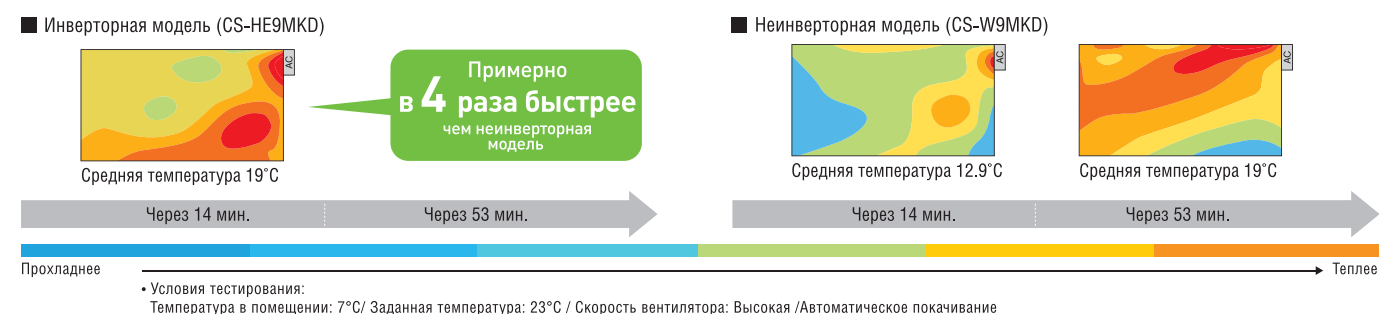 Инверторная модель (CS-HE9MKD)
AC
Примерно
в 4 раза быстрее
чем неинверторная
модель
Средняя температура 19˚C
Через 14 мин.
Через 53 мин.
Неинверторная модель (CS-W9MKD)
AC
AC
Средняя температура 12.9˚C
Средняя температура 19˚C
Через 14 мин.
Через 53 мин.
Прохладнее
Теплее
• Условия тестирования:
Температура в помещении: 7°C/ Заданная температура: 23°C / Скорость вентилятора: Высокая /Автоматическое покачивание